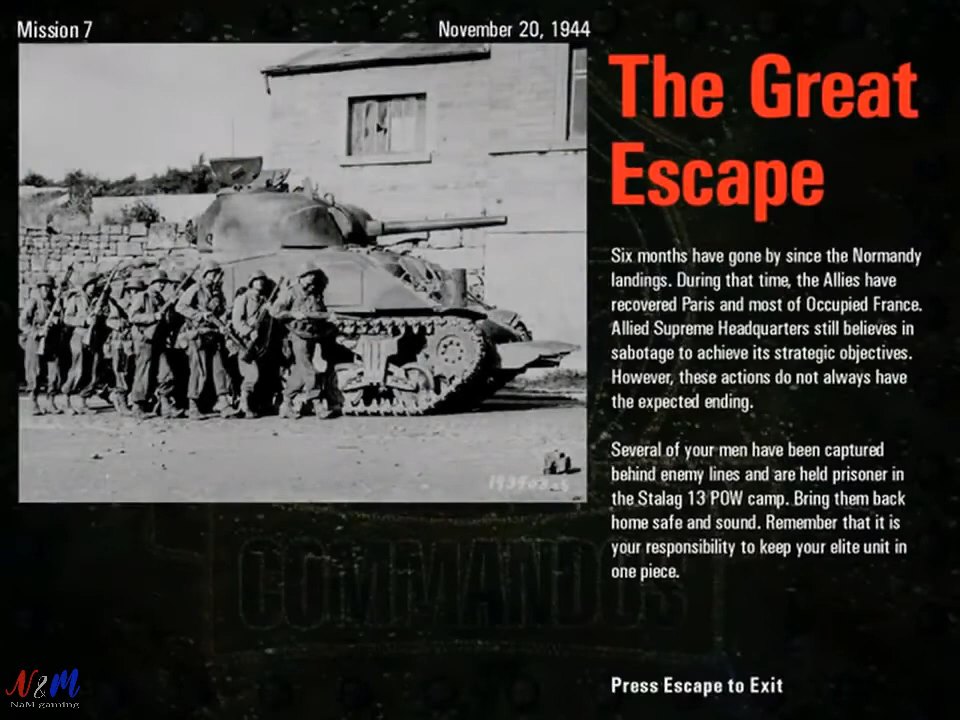 Mission 7
November 20, 1944
The Great
Escape
Six months have gone by since the Normandy
landings. During that time, the Allies have
recovered Paris and most of Occupied France.
Allied Supreme Headquarters still believes in
sabotage to achieve its strategic objectives.
However, these actions do not always have
the expected ending.
Several of your men have been captured
behind enemy lines and are held prisoner in
the Stalag 13 POW camp. Bring them back
home safe and sound. Remember that it is
your responsibility to keep your elite unit in
one piece.
COMMANDOS
Press Escape to Exit
N&M
NaM gaming